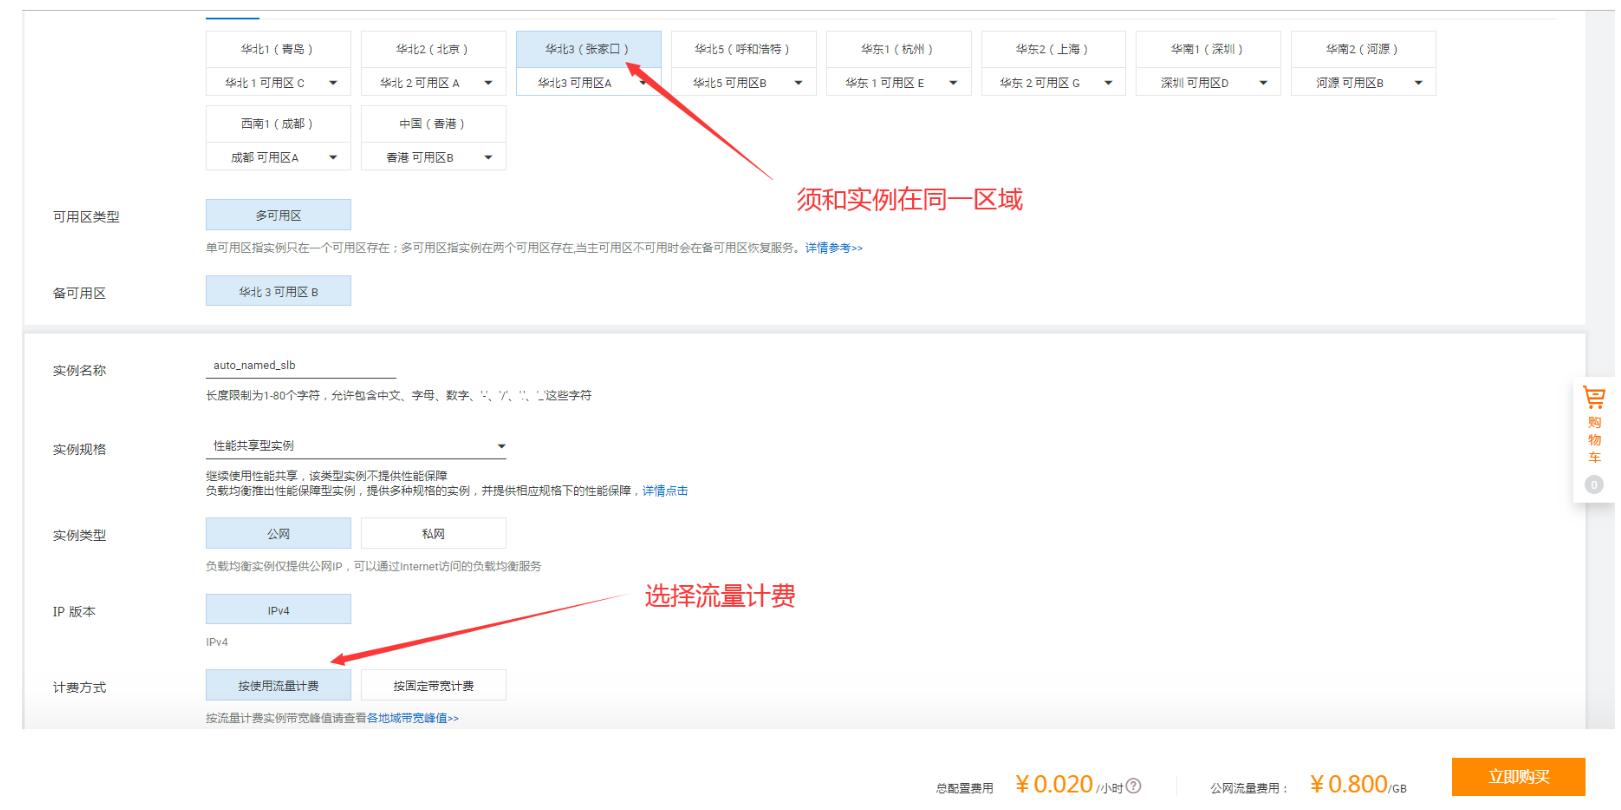 华北1（青岛） 华北2（北京） 华北3（张家口） 华北5（呼和浩特） 华东1（杭州） 华东2（上海） 华南1（深圳） 华南2（河源）
华北 1 可用区 C 华北 2 可用区 A 华北3 可用区A 华北5 可用区B 华东 1 可用区 E 华东 2 可用区 G 深圳 可用区D 河源 可用区B
西南1（成都） 中国（香港）
成都 可用区A 香港 可用区B
须和实例在同一区域
可用区类型 多可用区
单可用区指实例只在一个可用区存在；多可用区指实例在两个可用区存在,当主可用区不可用时会在备可用区恢复服务。详情参考>>
备可用区 华北 3 可用区 B
实例名称 auto_named_slb
长度限制为1-80个字符，允许包含中文、字母、数字、'-'、'/'、'.'、'_'这些字符
实例规格 性能共享型实例
继续使用性能共享，该类型实例不提供性能保障
负载均衡推出性能保障型实例，提供多种规格的实例，并提供相应规格下的性能保障，详情点击
实例类型 公网 私网
负载均衡实例仅提供公网IP，可以通过Internet访问的负载均衡服务
选择流量计费
IP 版本 IPv4
IPv4
计费方式 按使用流量计费 按固定带宽计费
按流量计费实例带宽峰值请查看各地域带宽峰值>>
购
物
车
0
总配置费用 ¥0.020 /小时 ? 公网流量费用： ¥0.800 /GB 立即购买